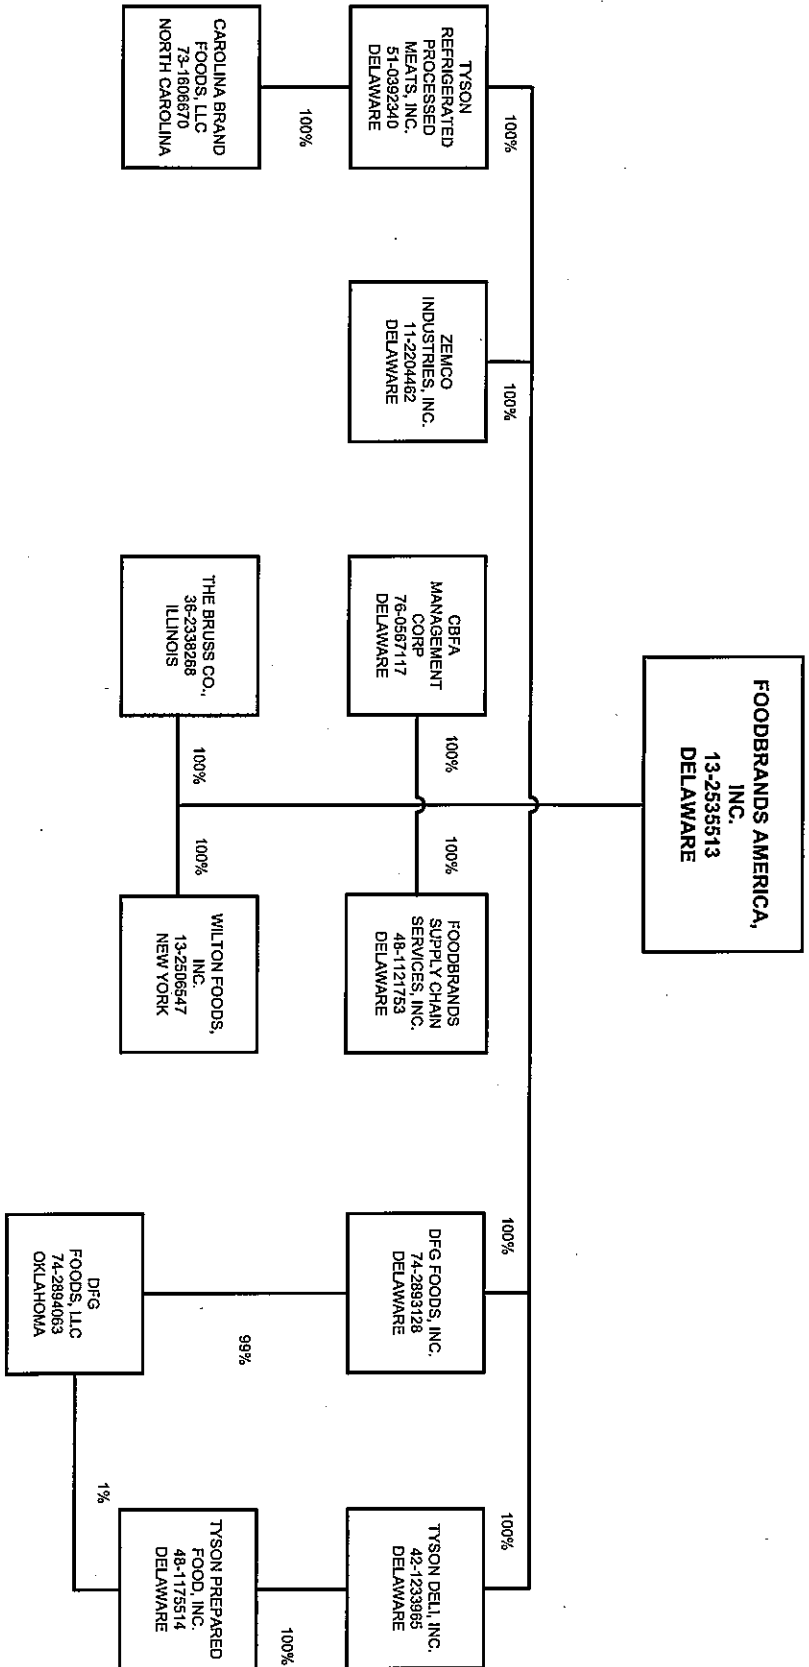 FOODBRANDS AMERICA,
INC.
13-2535513
DELAWARE
100%
100%
100%
100%
TYSON
REFRIGERATED
PROCESSED
MEATS, INC.
51-0392340
DELAWARE
ZEMCO
INDUSTRIES, INC.
11-2204462
DELAWARE
CBFA
MANAGEMENT
CORP
76-0567117
DELAWARE
100%
100%
FOODBRANDS
SUPPLY CHAIN
SERVICES, INC.
48-1121753
DELAWARE
DFG FOODS, INC.
74-2893128
DELAWARE
TYSON DELI, INC.
42-1233965
DELAWARE
100%
99%
100%
CAROLINA BRAND
FOODS, LLC
73-1606670
NORTH CAROLINA
THE BRUSS CO.,
36-2338268
ILLINOIS
100%
100%
WILTON FOODS,
INC.
13-2506547
NEW YORK
TYSON PREPARED
FOOD, INC.
48-1175514
DELAWARE
1%
DFG
FOODS, LLC
74-2894063
OKLAHOMA